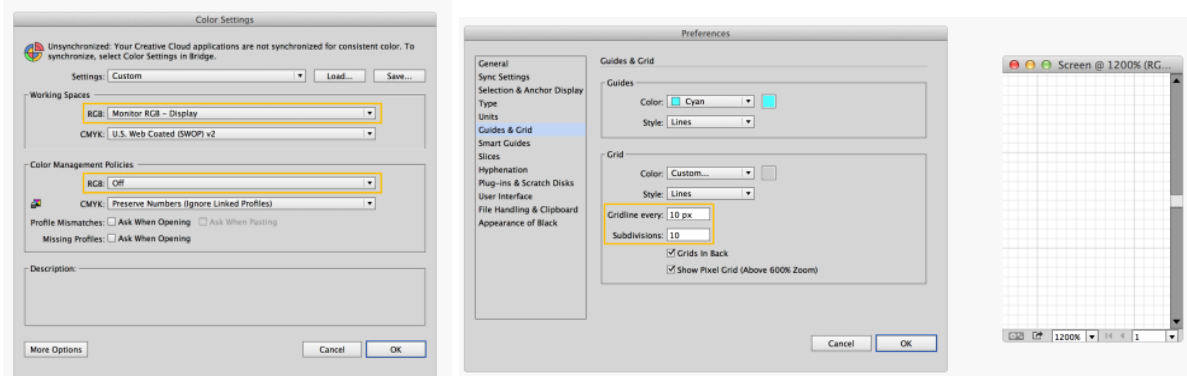 Color Settings
Unsynchronized: Your Creative Cloud applications are not synchronized for consistent color. To
synchronize, select Color Settings in Bridge.
Settings: Custom
Load...
Save...
Working Spaces
RGB: Monitor RGB - Display
CMYK: U.S. Web Coated (SWOP) v2
Color Management Policies
RGB: Off
CMYK: Preserve Numbers (Ignore Linked Profiles)
Profile Mismatches: Ask When Opening Ask When Pasting
Missing Profiles: Ask When Opening
Description:
More Options
Cancel
OK
Preferences
General
Sync Settings
Selection & Anchor Display
Type
Units
Guides & Grid
Smart Guides
Slices
Hyphenation
Plug-ins & Scratch Disks
User Interface
File Handling & Clipboard
Appearance of Black
Guides & Grid
Guides
Color: Cyan
Style: Lines
Grid
Color: Custom...
Style: Lines
Gridline every: 10 px
Subdivisions: 10
Grids In Back
Show Pixel Grid (Above 600% Zoom)
Cancel
OK
Screen @ 1200% (RG...
1200%
1